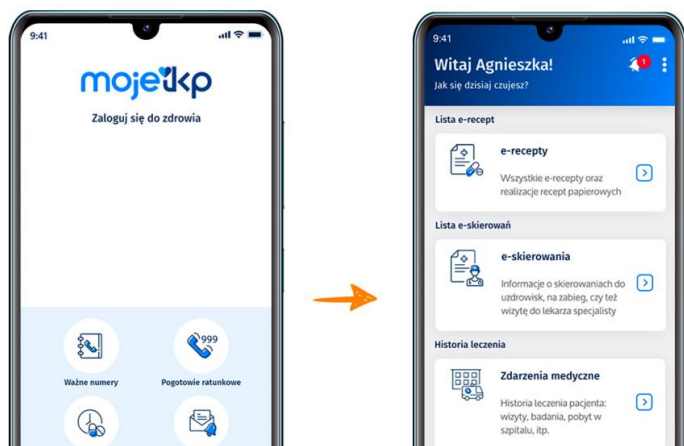 9:41
mojeikp
Zaloguj się do zdrowia
999
Ważne numery
Pogotowie ratunkowe
9:41
Witaj Agnieszka!
1
Jak się dzisiaj czujesz?
Lista e-recept
e-recepty
Wszystkie e-recepty oraz
realizacje recept papierowych
Lista e-skierowań
e-skierowania
Informacje o skierowaniach do
uzdrowisk, na zabieg, czy też
wizytę do lekarza specjalisty
Historia leczenia
Zdarzenia medyczne
Historia leczenia pacjenta:
wizyty, badania, pobyt w
szpitalu, itp.